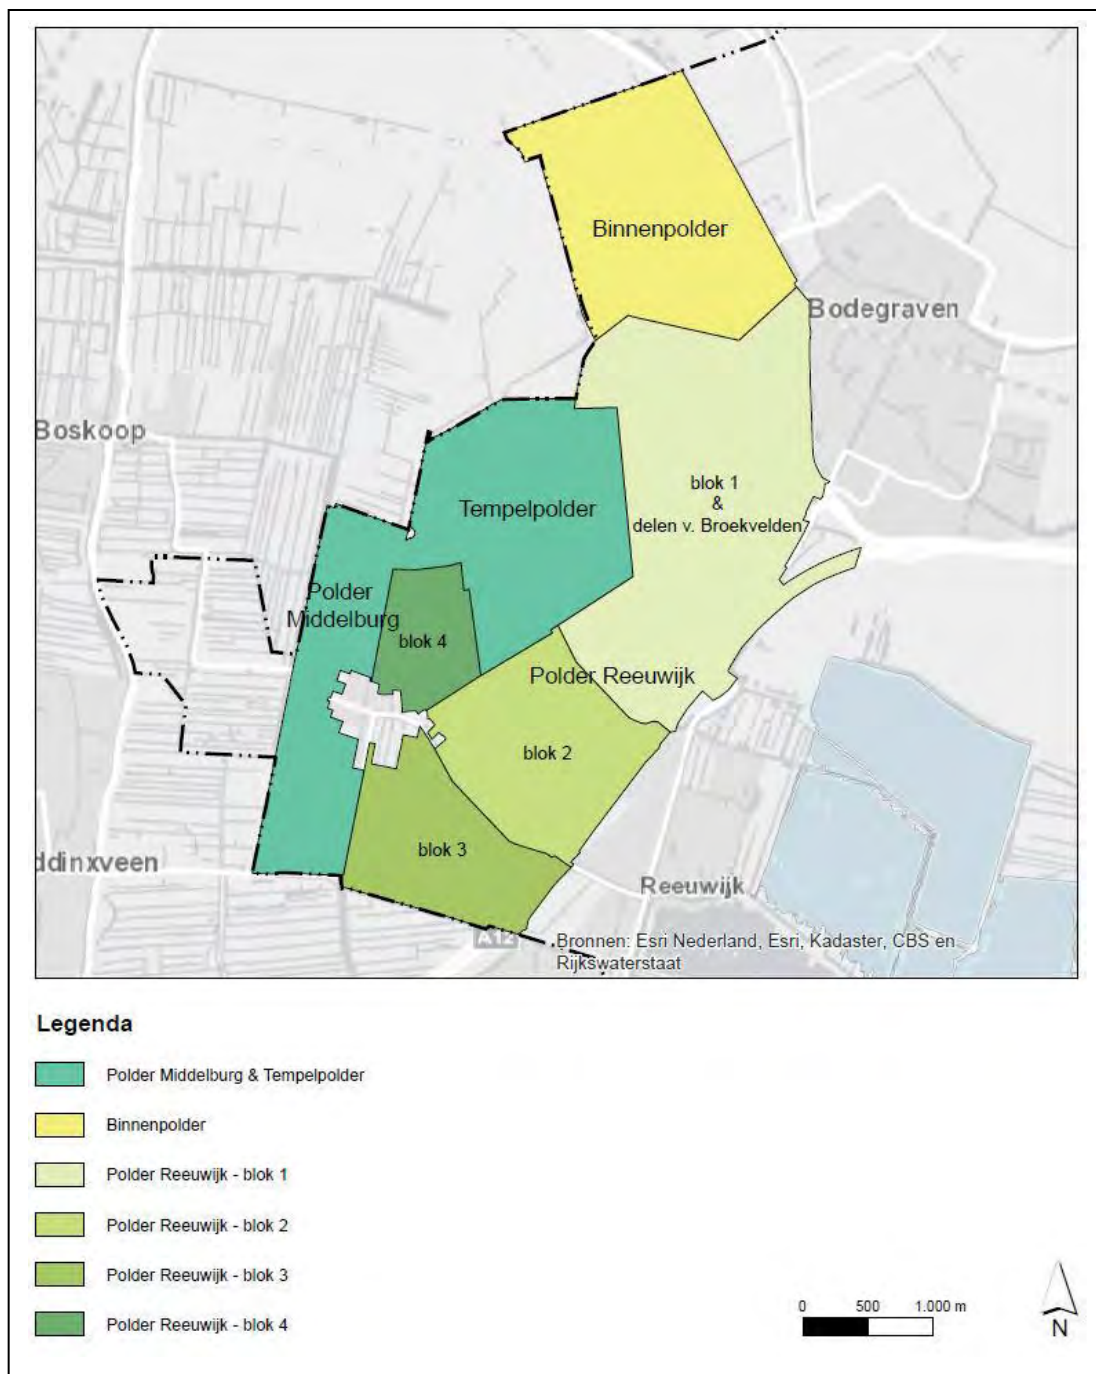 Binnenpolder
Bodegraven
Boskoop
blok 1
&
delen v. Broekvelden
Tempelpolder
Polder
Middelburg
blok 4
Polder Reeuwijk
blok 2
blok 3
ddinxveen
Reeuwijk
A12
Bronnen: Esri Nederland, Esri, Kadaster, CBS en
Rijkswaterstaat
Legenda
Polder Middelburg & Tempelpolder
Binnenpolder
Polder Reeuwijk - blok 1
Polder Reeuwijk - blok 2
Polder Reeuwijk - blok 3
Polder Reeuwijk - blok 4
0 500 1.000 m
N